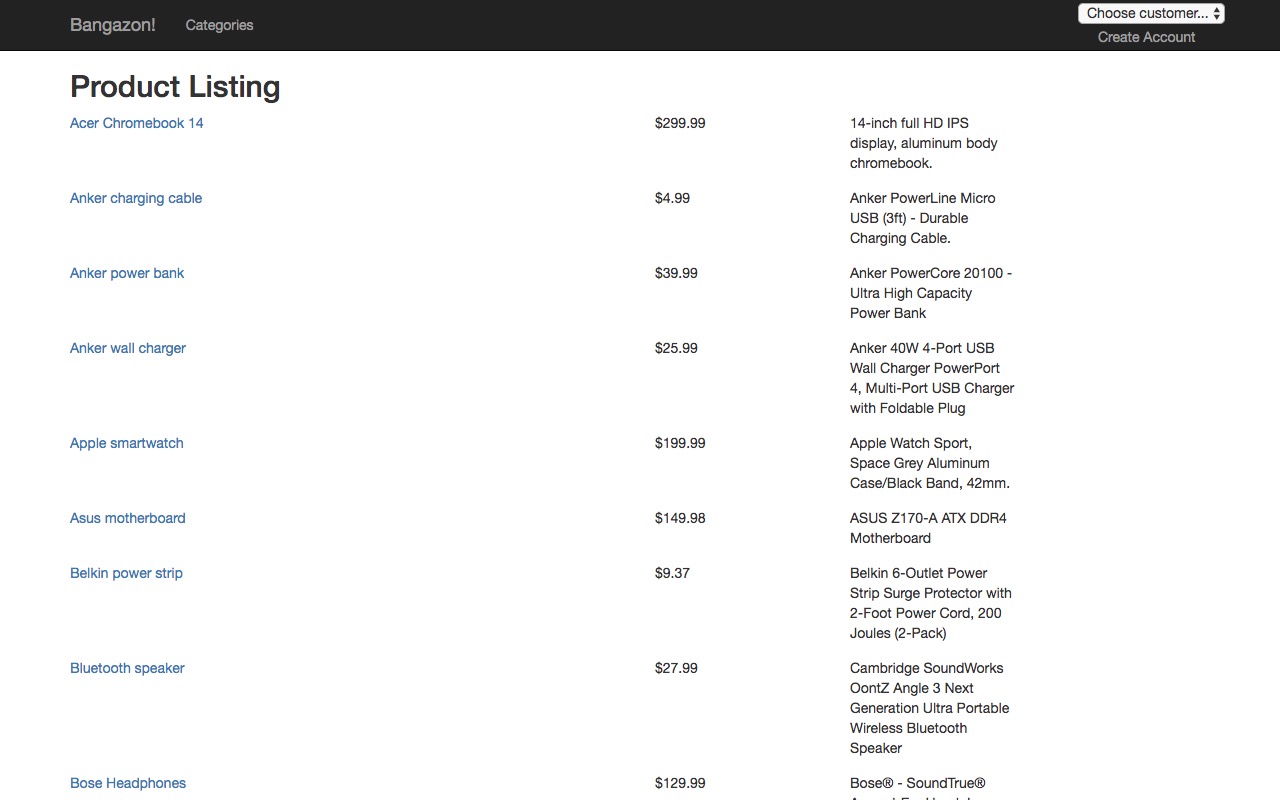 Bangazon! Categories Choose customer...
Create Account
Product Listing
Acer Chromebook 14 $299.99 14-inch full HD IPS
display, aluminum body
chromebook.
Anker charging cable $4.99 Anker PowerLine Micro
USB (3ft) - Durable
Charging Cable.
Anker power bank $39.99 Anker PowerCore 20100 -
Ultra High Capacity
Power Bank
Anker wall charger $25.99 Anker 40W 4-Port USB
Wall Charger PowerPort
4, Multi-Port USB Charger
with Foldable Plug
Apple smartwatch $199.99 Apple Watch Sport,
Space Grey Aluminum
Case/Black Band, 42mm.
Asus motherboard $149.98 ASUS Z170-A ATX DDR4
Motherboard
Belkin power strip $9.37 Belkin 6-Outlet Power
Strip Surge Protector with
2-Foot Power Cord, 200
Joules (2-Pack)
Bluetooth speaker $27.99 Cambridge SoundWorks
OontZ Angle 3 Next
Generation Ultra Portable
Wireless Bluetooth
Speaker
Bose Headphones $129.99 Bose® - SoundTrue®